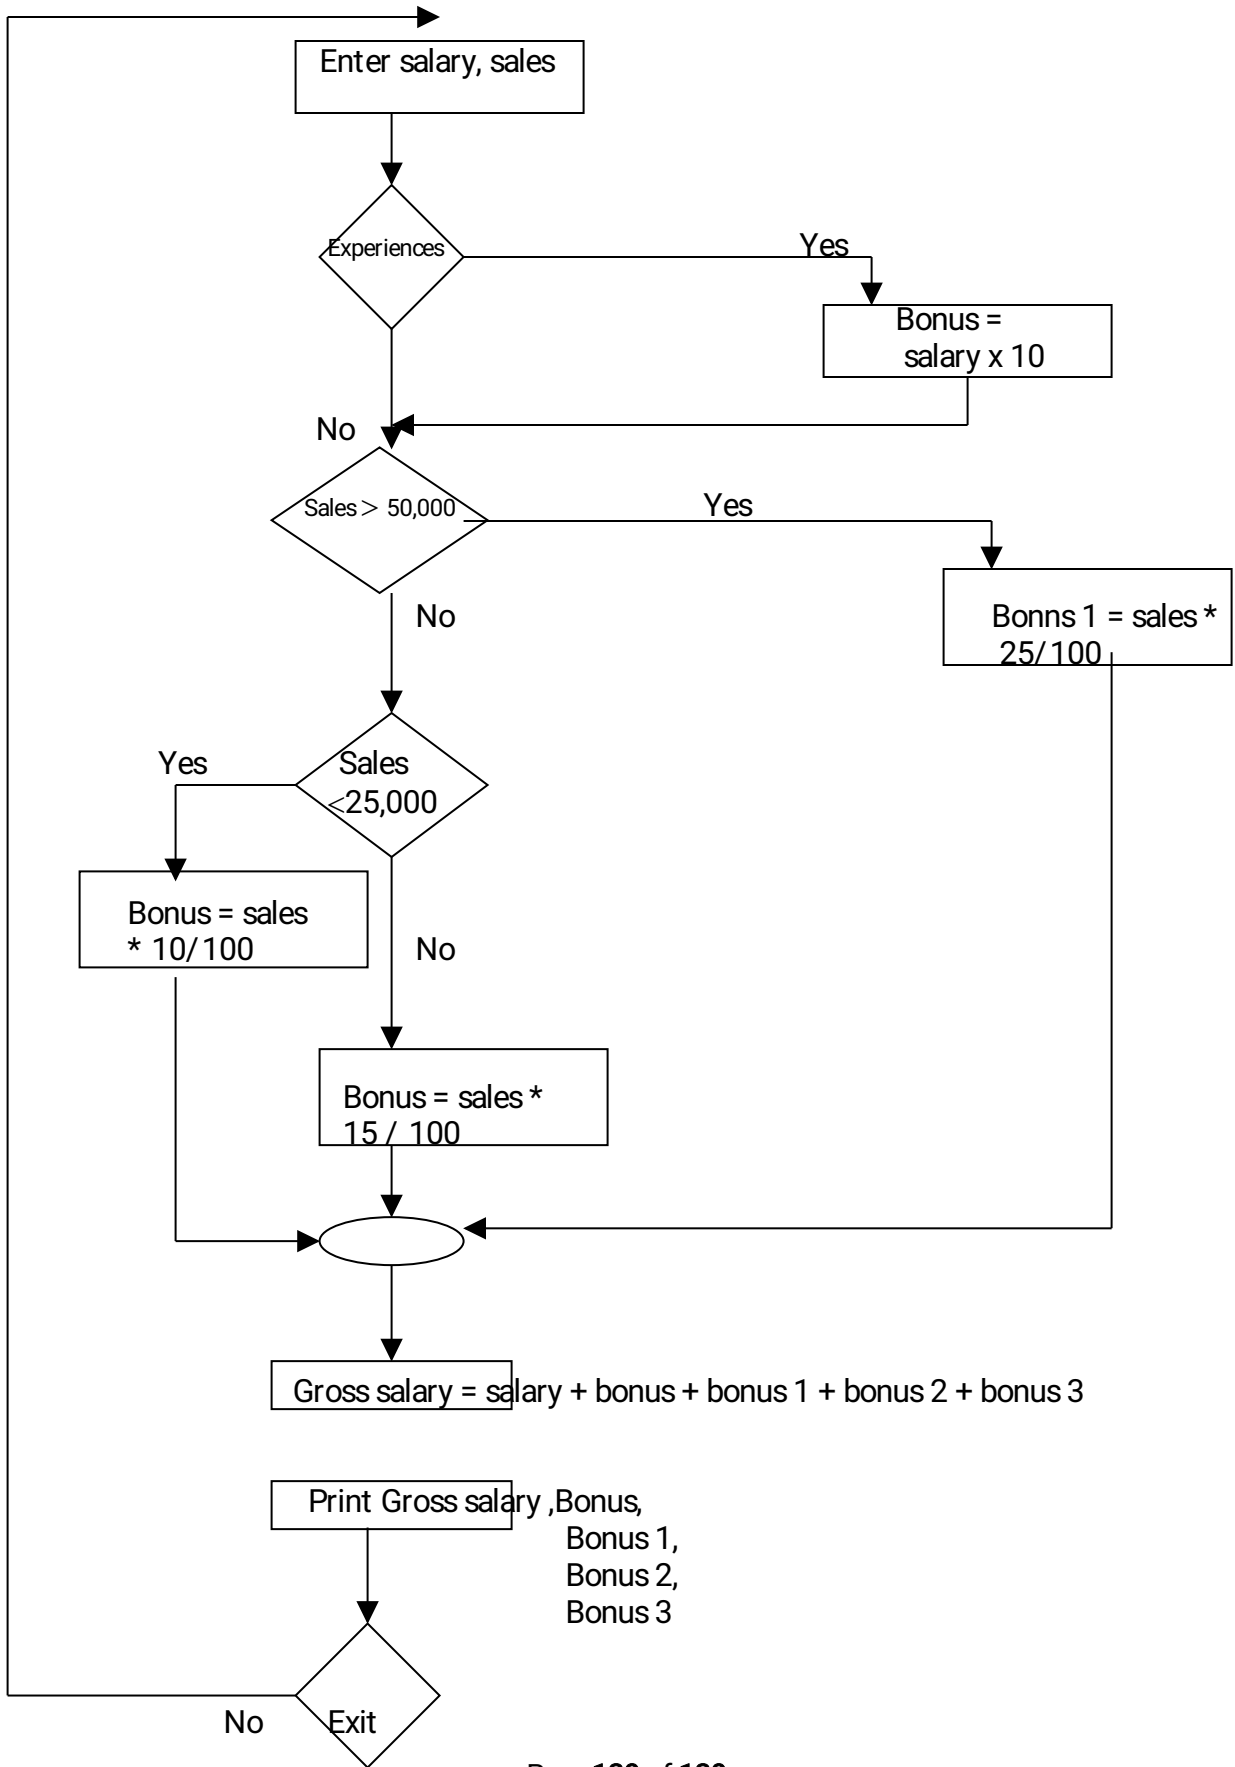 Enter salary, sales
Experiences
Yes
Bonus =
salary x 10
No
Sales > 50,000
Yes
No
Bonns 1 = sales *
25/100
Yes
Sales
<25,000
Bonus = sales
* 10/100
No
Bonus = sales *
15 / 100
Gross salary = salary + bonus + bonus 1 + bonus 2 + bonus 3
Print Gross salary ,Bonus,
Bonus 1,
Bonus 2,
Bonus 3
No
Exit